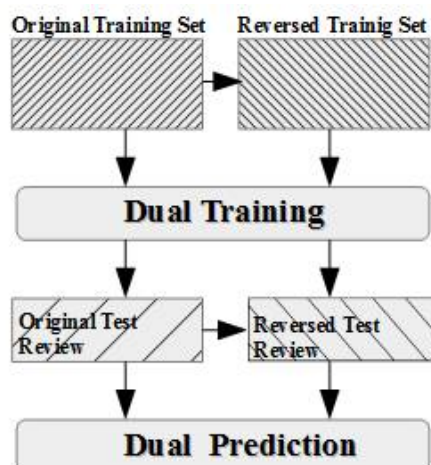 Original Training Set
Reversed Trainig Set
Dual Training
Original Test
Review
Reversed Test
Review
Dual Prediction